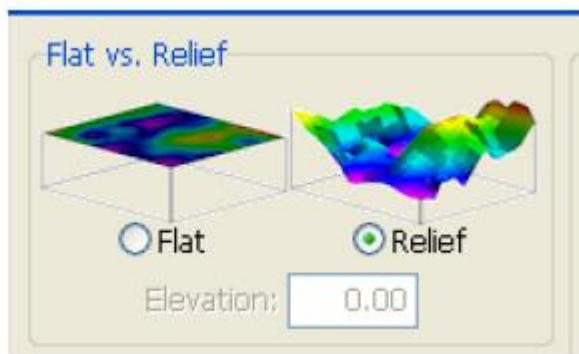 Flat vs. Relief
Flat Relief
Elevation: 0.00